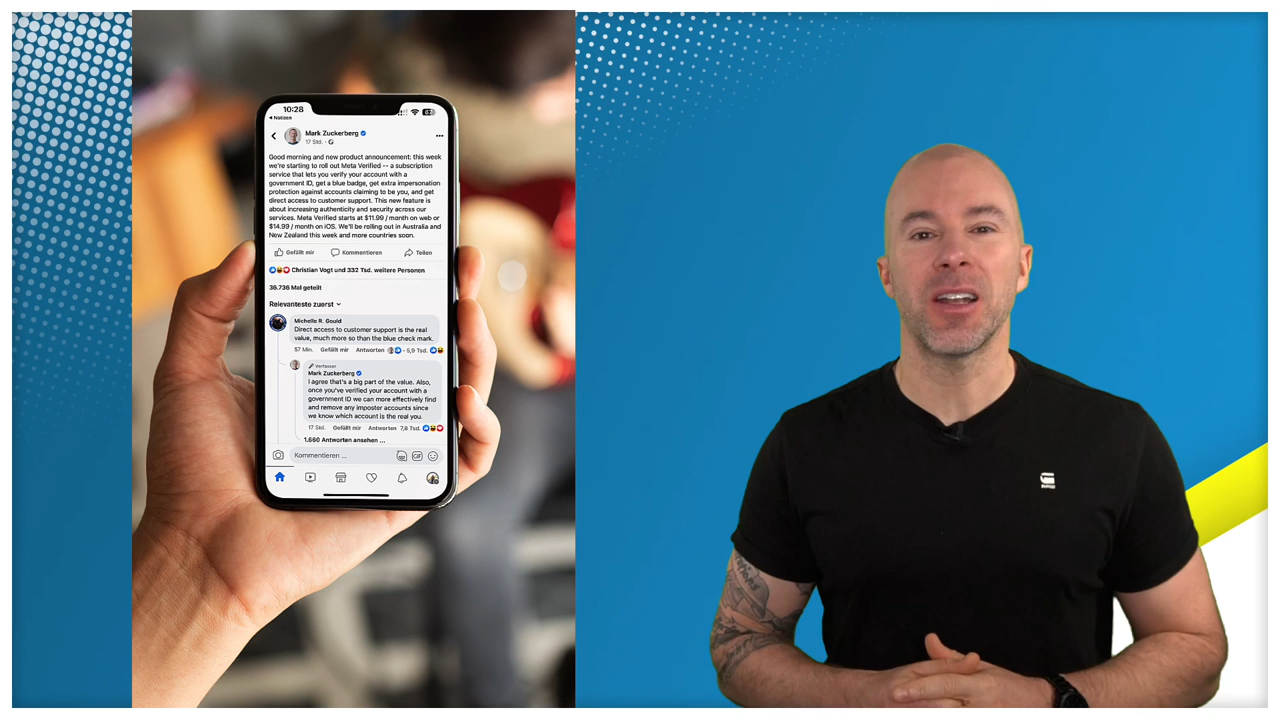 10:28
67
◀ Notizen
Mark Zuckerberg
17 Std. ·
Good morning and new product announcement: this week
we're starting to roll out Meta Verified -- a subscription
service that lets you verify your account with a
government ID, get a blue badge, get extra impersonation
protection against accounts claiming to be you, and get
direct access to customer support. This new feature is
about increasing authenticity and security across our
services. Meta Verified starts at $11.99 / month on web or
$14.99 / month on iOS. We'll be rolling out in Australia and
New Zealand this week and more countries soon.
Gefällt mir Kommentieren Teilen
Christian Vogt und 332 Tsd. weitere Personen
36.736 Mal geteilt
Relevanteste zuerst
Michelle R. Gould
Direct access to customer support is the real
value, much more so than the blue check mark.
57 Min. Gefällt mir Antworten · 5,9 Tsd.
Verfasser
Mark Zuckerberg
I agree that's a big part of the value. Also,
once you've verified your account with a
government ID we can more effectively find
and remove any imposter accounts since
we know which account is the real you.
17 Std. Gefällt mir Antworten 7,8 Tsd.
1.660 Antworten ansehen ...
Kommentieren ...
GIF